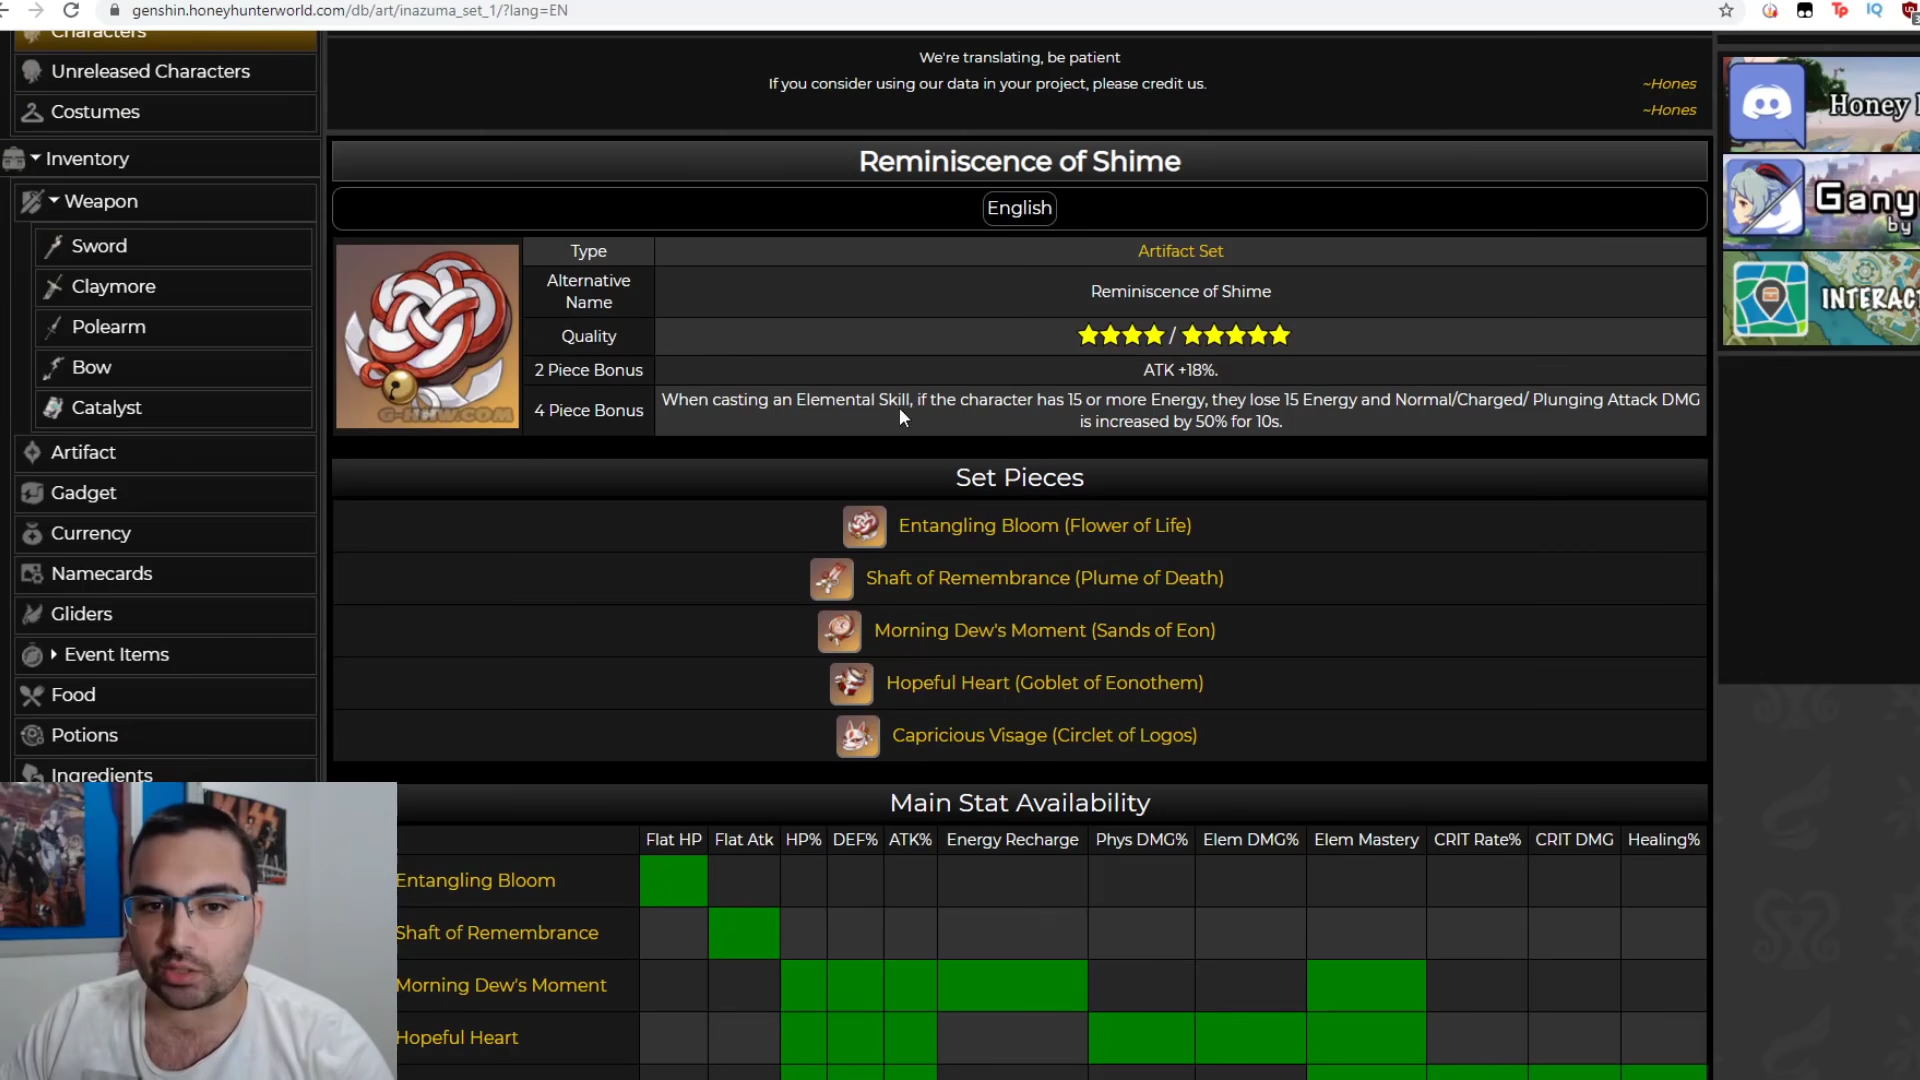 genshin.honeyhunterworld.com/db/art/inazuma_set_1/?lang=EN
Tp
IQ
Characters
Unreleased Characters
Costumes
Inventory
Weapon
Sword
Claymore
Polearm
Bow
Catalyst
Artifact
Gadget
Currency
Namecards
Gliders
Event Items
Food
Potions
Ingredients
We're translating, be patient
If you consider using our data in your project, please credit us.
~Hones
~Hones
Reminiscence of Shime
English
Type Artifact Set
Alternative Name Reminiscence of Shime
Quality /
2 Piece Bonus ATK +18%.
4 Piece Bonus When casting an Elemental Skill, if the character has 15 or more Energy, they lose 15 Energy and Normal/Charged/ Plunging Attack DMG
is increased by 50% for 10s.
G-HHW.COM
Set Pieces
Entangling Bloom (Flower of Life)
Shaft of Remembrance (Plume of Death)
Morning Dew's Moment (Sands of Eon)
Hopeful Heart (Goblet of Eonothem)
Capricious Visage (Circlet of Logos)
Main Stat Availability
Flat HP Flat Atk HP% DEF% ATK% Energy Recharge Phys DMG% Elem DMG% Elem Mastery CRIT Rate% CRIT DMG Healing%
Entangling Bloom
Shaft of Remembrance
Morning Dew's Moment
Hopeful Heart
Honey
Gany
by
INTERAC